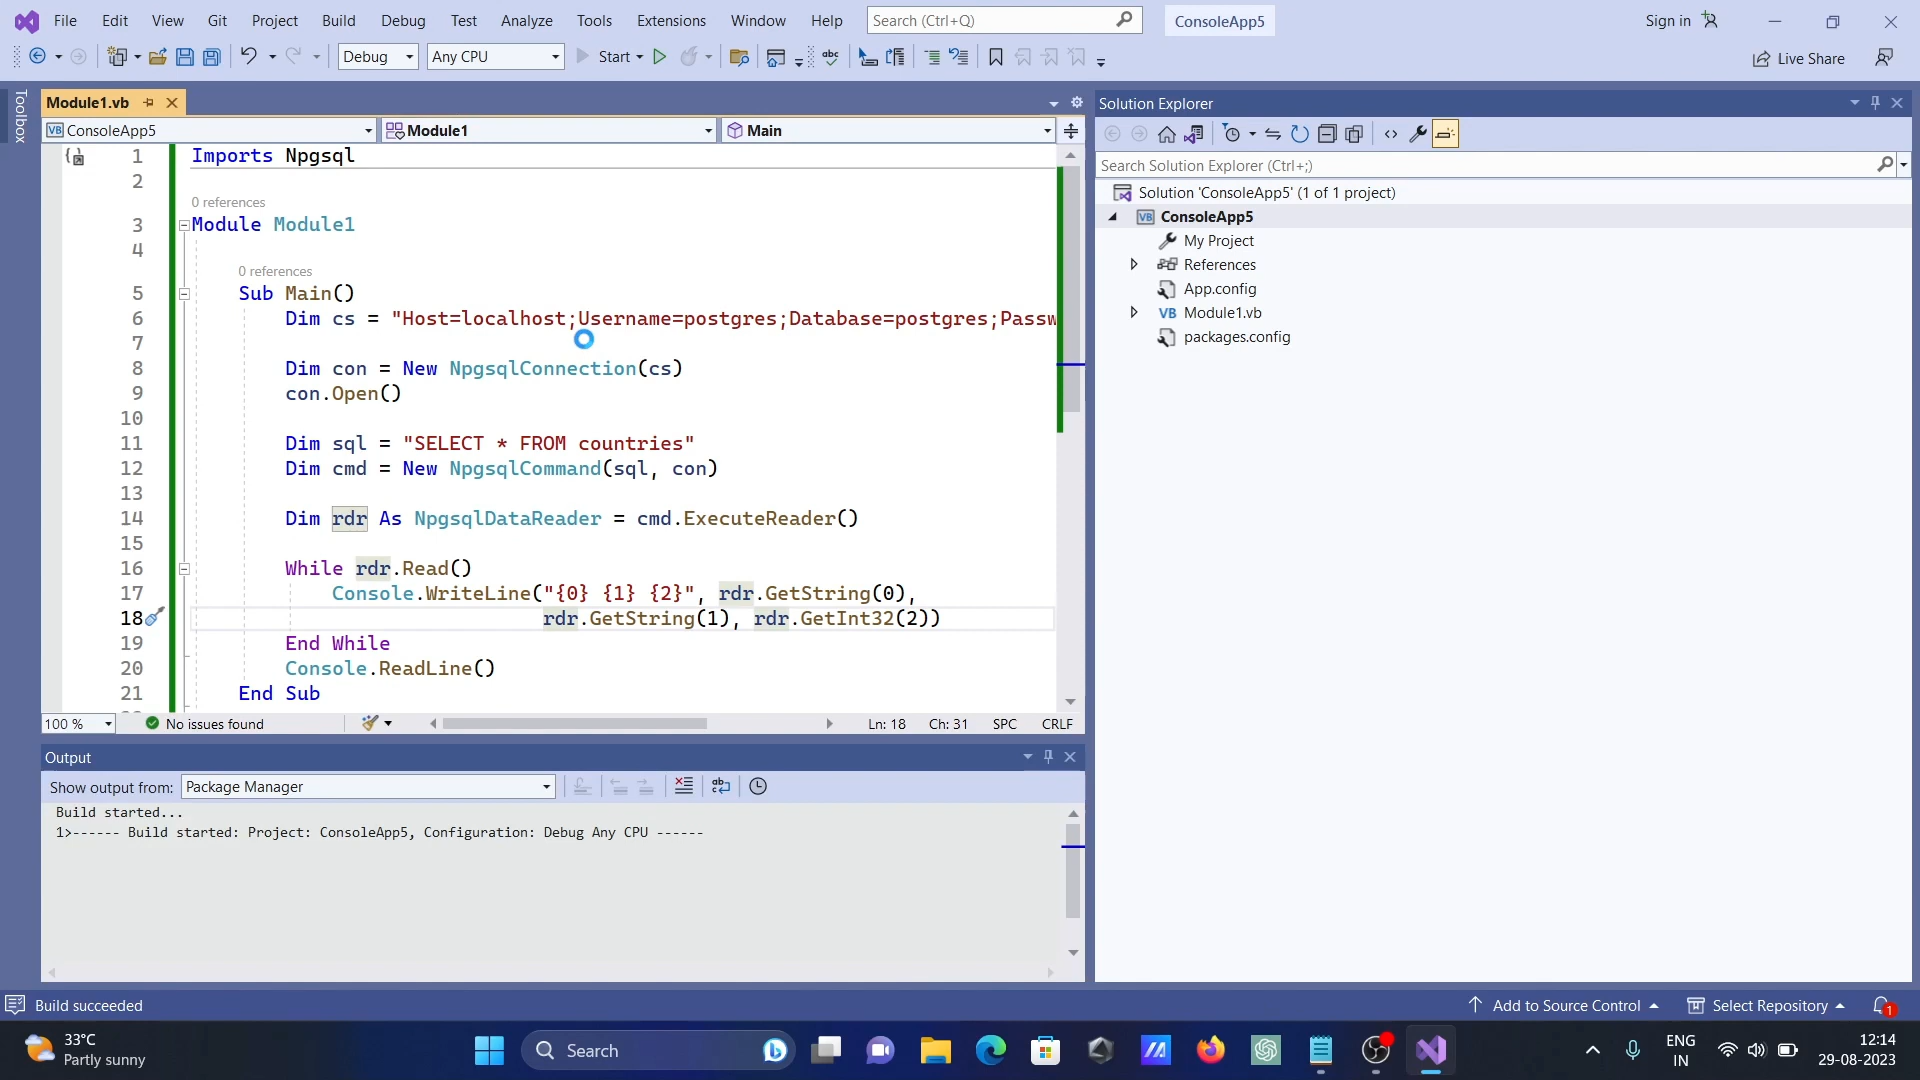 File Edit View Git Project Build Debug Test Analyze Tools Extensions Window Help Search (Ctrl+Q) ConsoleApp5 Sign in
Debug Any CPU Start Live Share
Toolbox
Module1.vb
Solution Explorer
ConsoleApp5 Module1 Main
Search Solution Explorer (Ctrl+;)
Solution 'ConsoleApp5' (1 of 1 project)
ConsoleApp5
My Project
References
App.config
Module1.vb
packages.config
1 Imports Npgsql
2
0 references
3 Module Module1
4
0 references
5 Sub Main()
6 Dim cs = "Host=localhost;Username=postgres;Database=postgres;Passw
7
8 Dim con = New NpgsqlConnection(cs)
9 con.Open()
10
11 Dim sql = "SELECT * FROM countries"
12 Dim cmd = New NpgsqlCommand(sql, con)
13
14 Dim rdr As NpgsqlDataReader = cmd.ExecuteReader()
15
16 While rdr.Read()
17 Console.WriteLine("{0} {1} {2}", rdr.GetString(0),
18 rdr.GetString(1), rdr.GetInt32(2))
19 End While
20 Console.ReadLine()
21 End Sub
100 % No issues found Ln: 18 Ch: 31 SPC CRLF
Output
Show output from: Package Manager
Build started...
1>------ Build started: Project: ConsoleApp5, Configuration: Debug Any CPU ------
Build succeeded Add to Source Control Select Repository 1
33°C
Partly sunny
Search
ENG
IN
12:14
29-08-2023